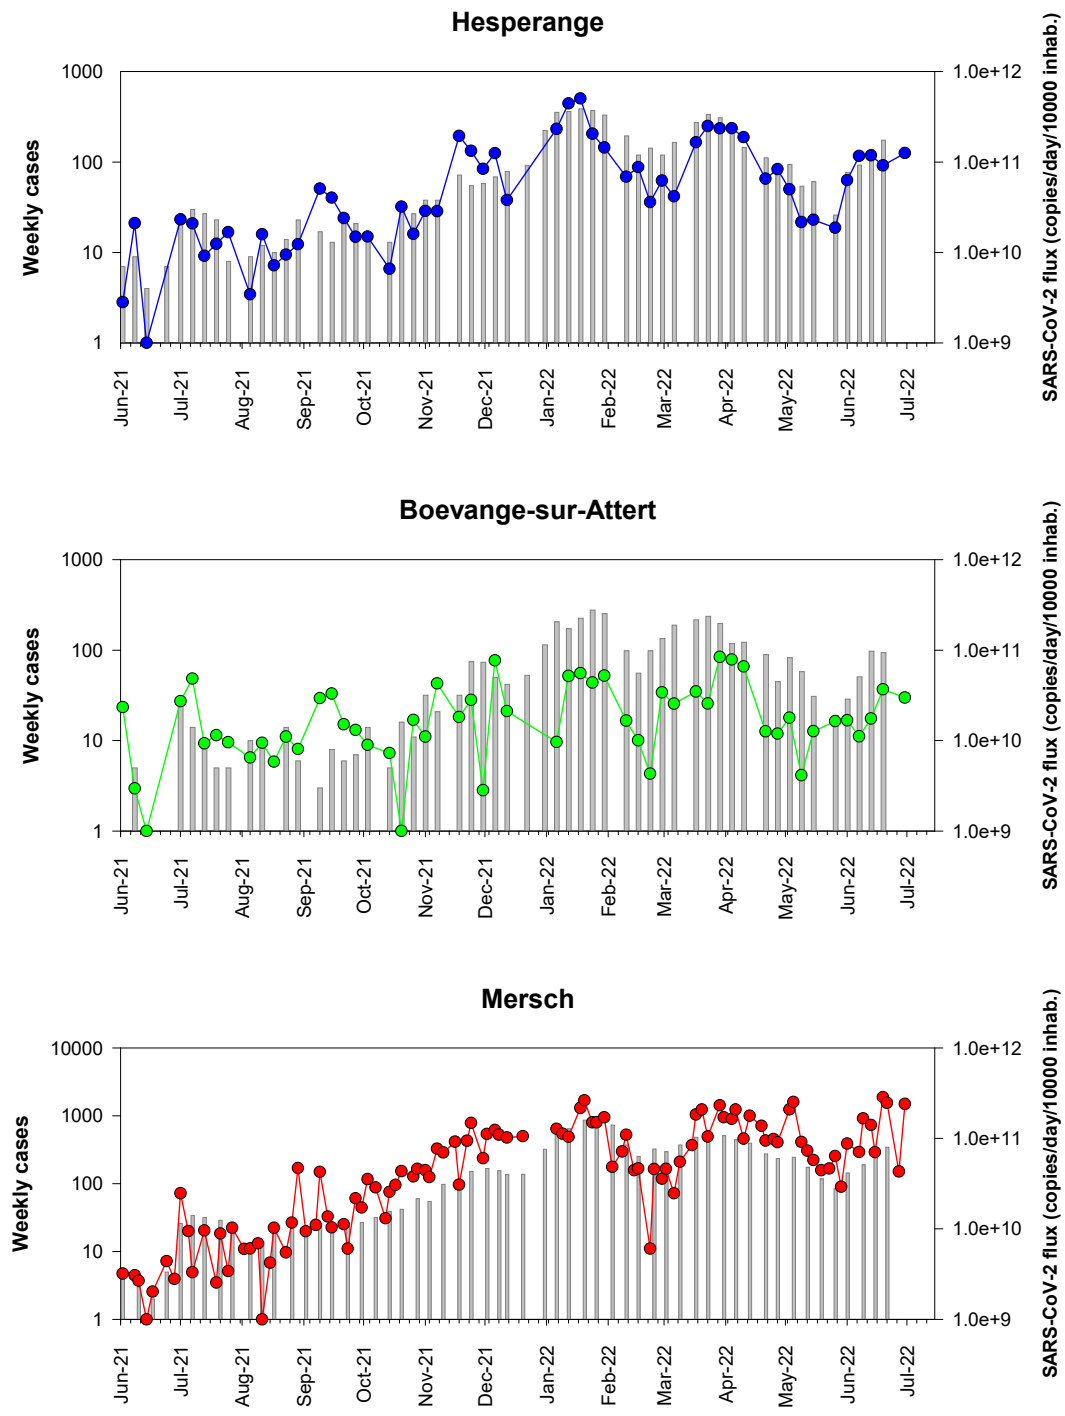 Hesperange
1000
100
10
1
Weekly cases
1.0e+12
1.0e+11
1.0e+10
1.0e+9
SARS-CoV-2 flux (copies/day/10000 inhab.)
Jun-21
Jul-21
Aug-21
Sep-21
Oct-21
Nov-21
Dec-21
Jan-22
Feb-22
Mar-22
Apr-22
May-22
Jun-22
Jul-22
Boevange-sur-Attert
1000
100
10
1
Weekly cases
1.0e+12
1.0e+11
1.0e+10
1.0e+9
SARS-CoV-2 flux (copies/day/10000 inhab.)
Jun-21
Jul-21
Aug-21
Sep-21
Oct-21
Nov-21
Dec-21
Jan-22
Feb-22
Mar-22
Apr-22
May-22
Jun-22
Jul-22
Mersch
10000
1000
100
10
1
Weekly cases
1.0e+12
1.0e+11
1.0e+10
1.0e+9
SARS-CoV-2 flux (copies/day/10000 inhab.)
Jun-21
Jul-21
Aug-21
Sep-21
Oct-21
Nov-21
Dec-21
Jan-22
Feb-22
Mar-22
Apr-22
May-22
Jun-22
Jul-22